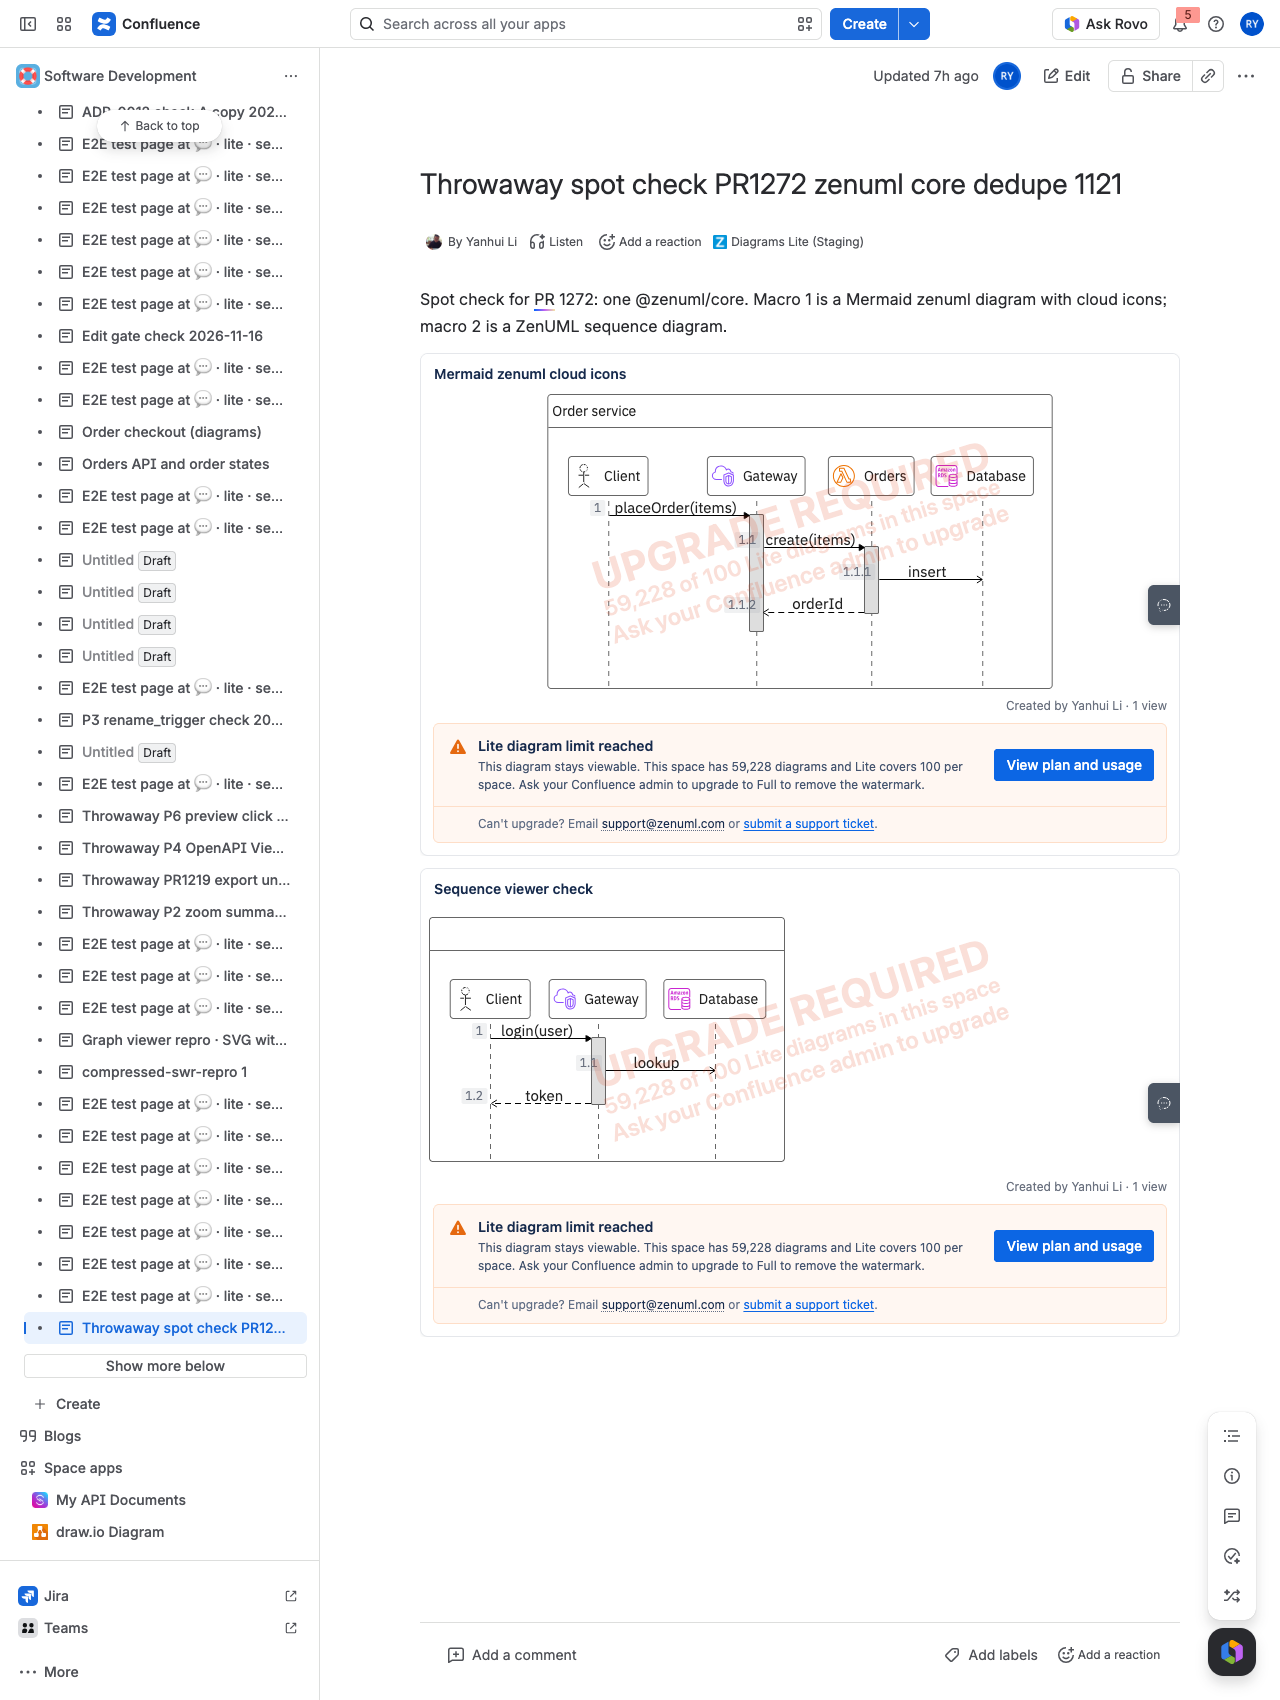 Confluence
Search across all your apps
Create
Ask Rovo
5
RY
Software Development
Updated 7h ago
RY
Edit
Share
Back to top
E2E test page at 💬 · lite · se...
E2E test page at 💬 · lite · se...
E2E test page at 💬 · lite · se...
E2E test page at 💬 · lite · se...
E2E test page at 💬 · lite · se...
E2E test page at 💬 · lite · se...
Edit gate check 2026-11-16
E2E test page at 💬 · lite · se...
E2E test page at 💬 · lite · se...
Order checkout (diagrams)
Orders API and order states
E2E test page at 💬 · lite · se...
E2E test page at 💬 · lite · se...
Untitled Draft
Untitled Draft
Untitled Draft
Untitled Draft
E2E test page at 💬 · lite · se...
P3 rename_trigger check 20...
Untitled Draft
E2E test page at 💬 · lite · se...
Throwaway P6 preview click ...
Throwaway P4 OpenAPI Vie...
Throwaway PR1219 export un...
Throwaway P2 zoom summa...
E2E test page at 💬 · lite · se...
E2E test page at 💬 · lite · se...
E2E test page at 💬 · lite · se...
Graph viewer repro · SVG wit...
compressed-swr-repro 1
E2E test page at 💬 · lite · se...
E2E test page at 💬 · lite · se...
E2E test page at 💬 · lite · se...
E2E test page at 💬 · lite · se...
E2E test page at 💬 · lite · se...
E2E test page at 💬 · lite · se...
E2E test page at 💬 · lite · se...
Throwaway spot check PR12...
Show more below
Create
Blogs
Space apps
My API Documents
draw.io Diagram
Jira
Teams
More
Throwaway spot check PR1272 zenuml core dedupe 1121
By Yanhui Li
Listen
Add a reaction
Diagrams Lite (Staging)
Spot check for PR 1272: one @zenuml/core. Macro 1 is a Mermaid zenuml diagram with cloud icons;
macro 2 is a ZenUML sequence diagram.
Mermaid zenuml cloud icons
Order service
Client
Gateway
Orders
Amazon RDS
Database
1 placeOrder(items)
1.1 create(items)
1.1.1 insert
1.1.2 orderId
UPGRADE REQUIRED
59,228 of 100 Lite diagrams in this space
Ask your Confluence admin to upgrade
Created by Yanhui Li · 1 view
Lite diagram limit reached
This diagram stays viewable. This space has 59,228 diagrams and Lite covers 100 per
space. Ask your Confluence admin to upgrade to Full to remove the watermark.
View plan and usage
Can't upgrade? Email support@zenuml.com or submit a support ticket.
Sequence viewer check
Client
Gateway
Amazon RDS
Database
1 login(user)
1.1 lookup
1.2 token
UPGRADE REQUIRED
59,228 of 100 Lite diagrams in this space
Ask your Confluence admin to upgrade
Created by Yanhui Li · 1 view
Lite diagram limit reached
This diagram stays viewable. This space has 59,228 diagrams and Lite covers 100 per
space. Ask your Confluence admin to upgrade to Full to remove the watermark.
View plan and usage
Can't upgrade? Email support@zenuml.com or submit a support ticket.
Add a comment
Add labels
Add a reaction